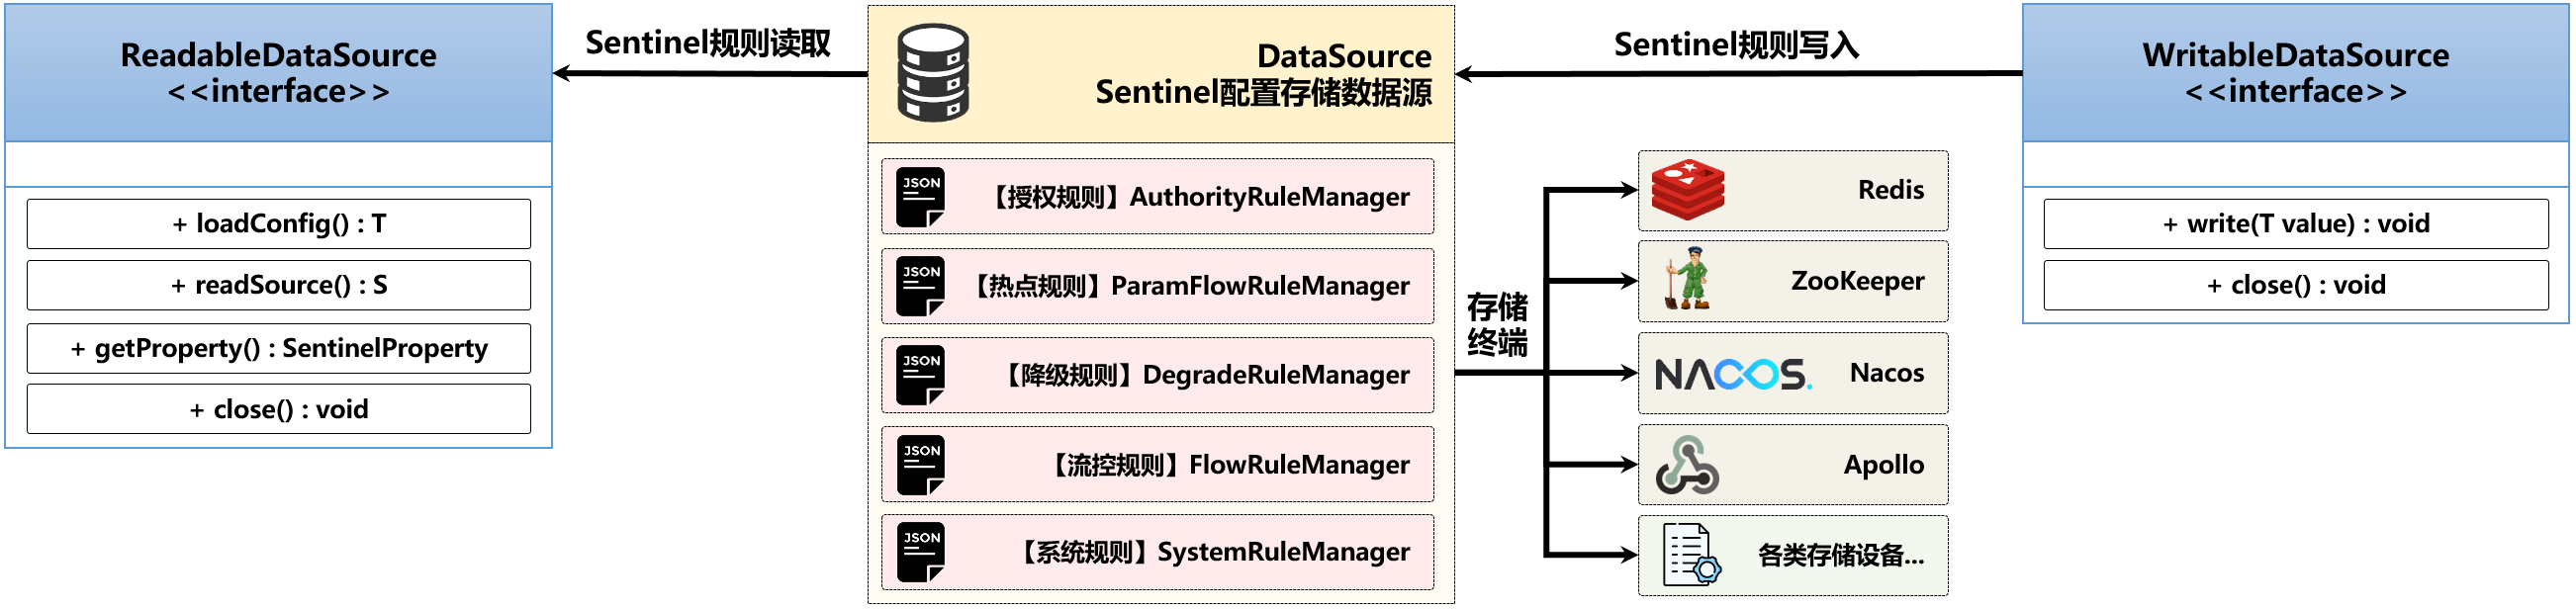 ReadableDataSource
<<interface>>
+ loadConfig() : T
+ readSource() : S
+ getProperty() : SentinelProperty
+ close() : void
Sentinel规则读取
DataSource
Sentinel配置存储数据源
JSON
【授权规则】AuthorityRuleManager
JSON
【热点规则】ParamFlowRuleManager
JSON
【降级规则】DegradeRuleManager
JSON
【流控规则】FlowRuleManager
JSON
【系统规则】SystemRuleManager
存储
终端
Sentinel规则写入
Redis
ZooKeeper
NACOS.
Nacos
Apollo
各类存储设备...
WritableDataSource
<<interface>>
+ write(T value) : void
+ close() : void